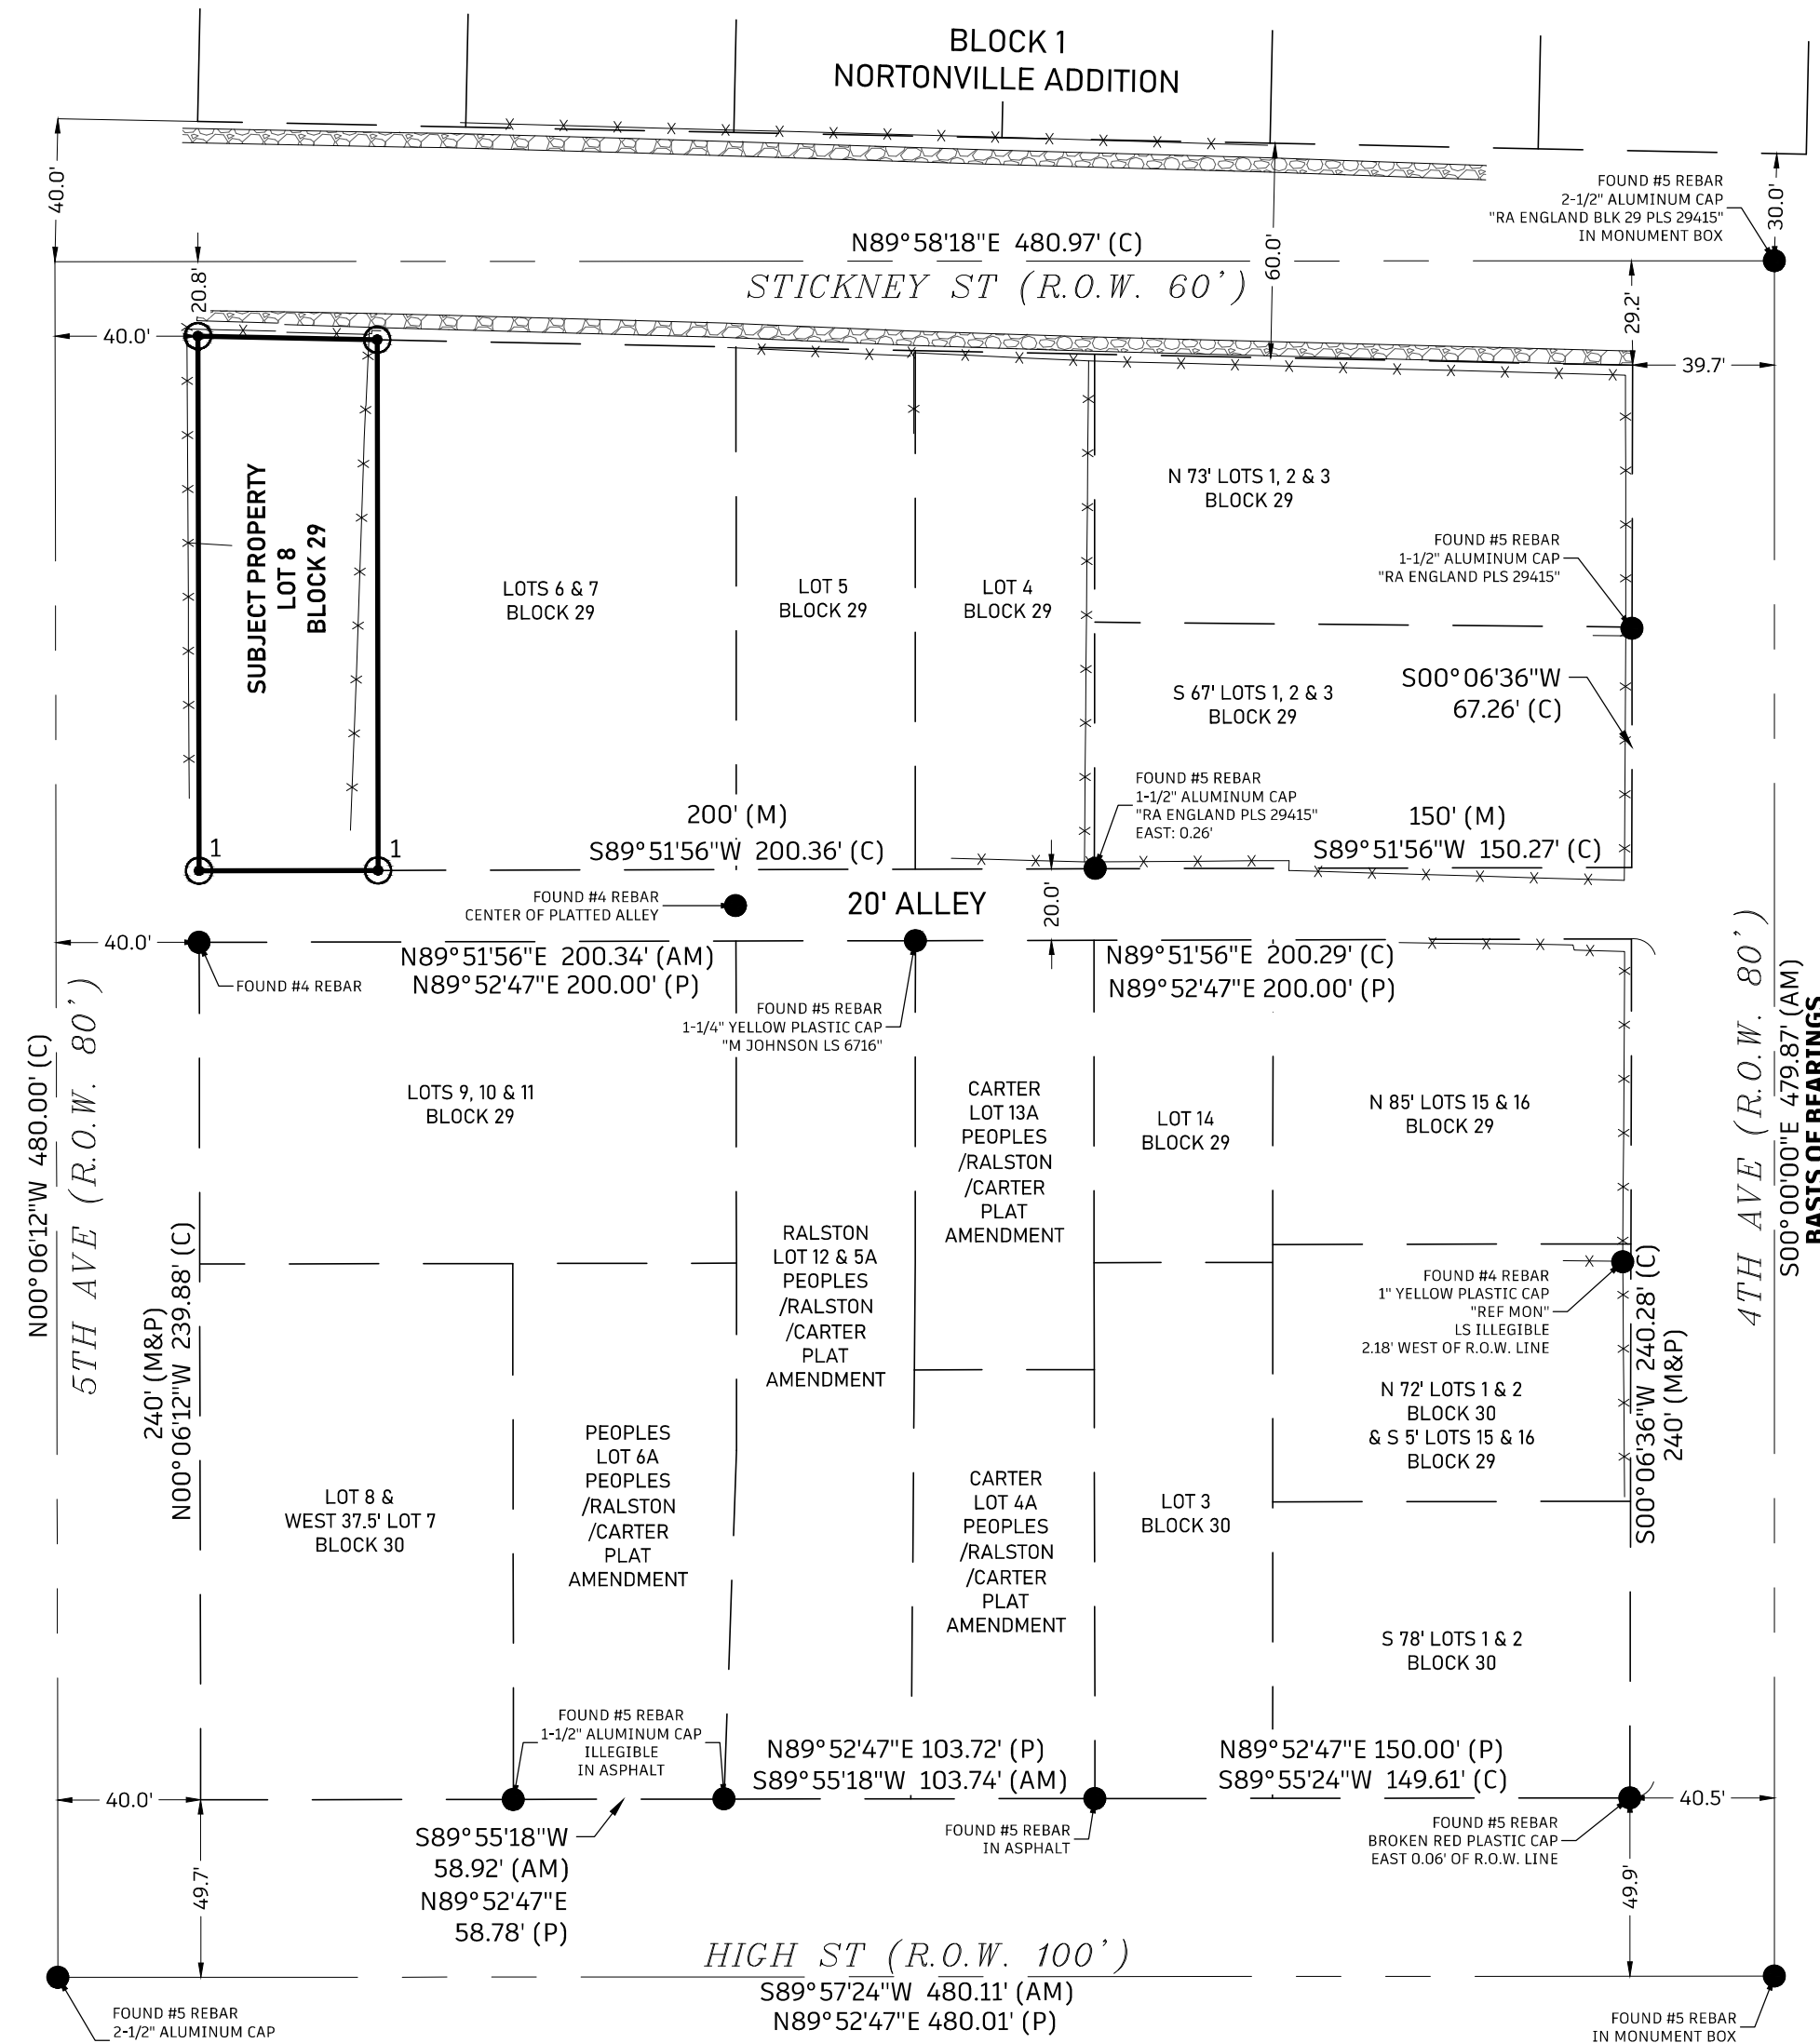 BLOCK 1
NORTONVILLE ADDITION
40.0'
FOUND #5 REBAR
2-1/2" ALUMINUM CAP
"RA ENGLAND BLK 29 PLS 29415"
IN MONUMENT BOX
30.0'
N89°58'18"E 480.97' (C)
STICKNEY ST (R.O.W. 60')
60.0'
20.8'
40.0'
29.2'
39.7'
SUBJECT PROPERTY
LOT 8
BLOCK 29
LOTS 6 & 7
BLOCK 29
LOT 5
BLOCK 29
LOT 4
BLOCK 29
N 73' LOTS 1, 2 & 3
BLOCK 29
FOUND #5 REBAR
1-1/2" ALUMINUM CAP
"RA ENGLAND PLS 29415"
S 67' LOTS 1, 2 & 3
BLOCK 29
S00°06'36"W
67.26' (C)
FOUND #5 REBAR
1-1/2" ALUMINUM CAP
"RA ENGLAND PLS 29415"
EAST: 0.26'
200' (M)
S89°51'56"W 200.36' (C)
150' (M)
S89°51'56"W 150.27' (C)
1
1
FOUND #4 REBAR
CENTER OF PLATTED ALLEY
20' ALLEY
20.0'
40.0'
N89°51'56"E 200.34' (AM)
N89°52'47"E 200.00' (P)
N89°51'56"E 200.29' (C)
N89°52'47"E 200.00' (P)
FOUND #4 REBAR
FOUND #5 REBAR
1-1/4" YELLOW PLASTIC CAP
"M JOHNSON LS 6716"
N00°06'12"W 480.00' (C)
5TH AVE (R.O.W. 80')
4TH AVE (R.O.W. 80')
S00°00'00"E 479.87' (AM)
BASIS OF BEARINGS
LOTS 9, 10 & 11
BLOCK 29
CARTER
LOT 13A
PEOPLES
/RALSTON
/CARTER
PLAT
AMENDMENT
LOT 14
BLOCK 29
N 85' LOTS 15 & 16
BLOCK 29
240' (M&P)
N00°06'12"W 239.88' (C)
RALSTON
LOT 12 & 5A
PEOPLES
/RALSTON
/CARTER
PLAT
AMENDMENT
FOUND #4 REBAR
1" YELLOW PLASTIC CAP
"REF MON"
LS ILLEGIBLE
2.18' WEST OF R.O.W. LINE
S00°06'36"W 240.28' (C)
240' (M&P)
N 72' LOTS 1 & 2
BLOCK 30
& S 5' LOTS 15 & 16
BLOCK 29
LOT 8 &
WEST 37.5' LOT 7
BLOCK 30
PEOPLES
LOT 6A
PEOPLES
/RALSTON
/CARTER
PLAT
AMENDMENT
CARTER
LOT 4A
PEOPLES
/RALSTON
/CARTER
PLAT
AMENDMENT
LOT 3
BLOCK 30
S 78' LOTS 1 & 2
BLOCK 30
FOUND #5 REBAR
1-1/2" ALUMINUM CAP
ILLEGIBLE
IN ASPHALT
N89°52'47"E 103.72' (P)
S89°55'18"W 103.74' (AM)
N89°52'47"E 150.00' (P)
S89°55'24"W 149.61' (C)
40.0'
40.5'
S89°55'18"W
58.92' (AM)
N89°52'47"E
58.78' (P)
FOUND #5 REBAR
IN ASPHALT
FOUND #5 REBAR
BROKEN RED PLASTIC CAP
EAST 0.06' OF R.O.W. LINE
49.7'
49.9'
HIGH ST (R.O.W. 100')
S89°57'24"W 480.11' (AM)
N89°52'47"E 480.01' (P)
FOUND #5 REBAR
2-1/2" ALUMINUM CAP
FOUND #5 REBAR
IN MONUMENT BOX